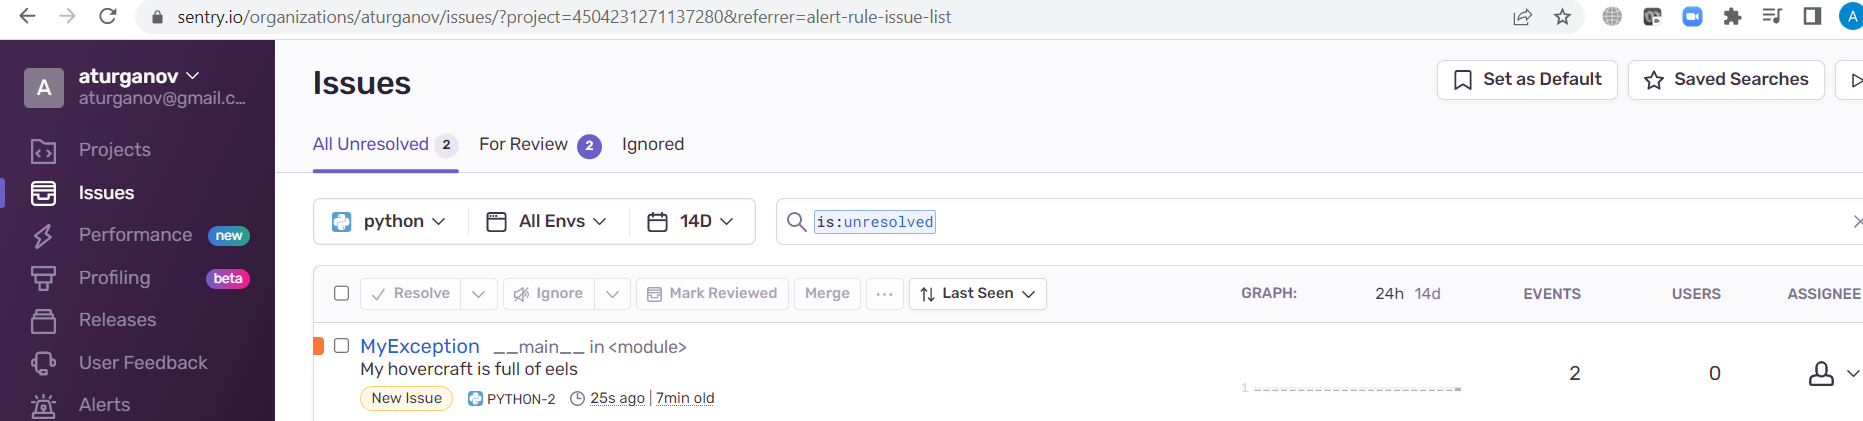 sentry.io/organizations/aturganov/issues/?project=4504231271137280&referrer=alert-rule-issue-list
A
A
aturganov
aturganov@gmail.c...
Projects
Issues
Performance new
Profiling beta
Releases
User Feedback
Alerts
Issues
Set as Default
Saved Searches
All Unresolved 2
For Review 2
Ignored
python
All Envs
14D
is:unresolved
Resolve
Ignore
Mark Reviewed
Merge
...
Last Seen
GRAPH: 24h 14d
EVENTS
USERS
ASSIGNEE
MyException __main__ in <module>
My hovercraft is full of eels
New Issue PYTHON-2 25s ago | 7min old
1
2
0